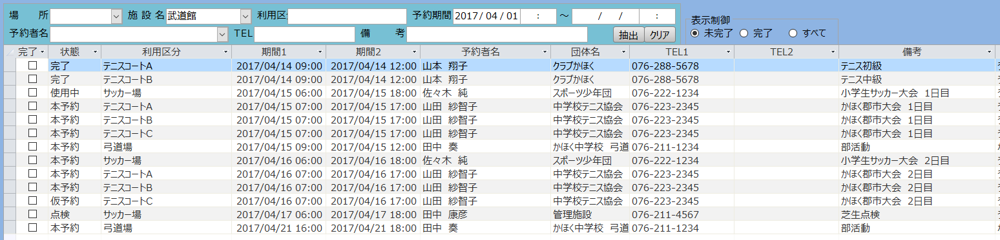 場 所 施 設 名 武道館 利用区 予約期間 2017/ 04 / 01 : ～ / / :
予約者名 TEL 備 考 抽出 クリア
表示制御
未完了 完了 すべて
完了 状態 利用区分 期間1 期間2 予約者名 団体名 TEL1 TEL2 備考
完了 テニスコートA 2017/04/14 09:00 2017/04/14 12:00 山本 翔子 クラブかほく 076-288-5678 テニス初級
完了 テニスコートB 2017/04/14 09:00 2017/04/14 12:00 山本 翔子 クラブかほく 076-288-5678 テニス中級
使用中 サッカー場 2017/04/15 06:00 2017/04/15 18:00 佐々木 純 スポーツ少年団 076-222-1234 小学生サッカー大会 1日目
本予約 テニスコートA 2017/04/15 07:00 2017/04/15 17:00 山田 紗智子 中学校テニス協会 076-223-2345 かほく郡市大会 1日目
本予約 テニスコートB 2017/04/15 07:00 2017/04/15 17:00 山田 紗智子 中学校テニス協会 076-223-2345 かほく郡市大会 1日目
本予約 テニスコートC 2017/04/15 07:00 2017/04/15 17:00 山田 紗智子 中学校テニス協会 076-223-2345 かほく郡市大会 1日目
本予約 弓道場 2017/04/15 09:00 2017/04/15 12:00 田中 奏 かほく中学校 弓道 076-211-1234 部活動
本予約 サッカー場 2017/04/16 06:00 2017/04/16 18:00 佐々木 純 スポーツ少年団 076-222-1234 小学生サッカー大会 2日目
本予約 テニスコートA 2017/04/16 07:00 2017/04/16 17:00 山田 紗智子 中学校テニス協会 076-223-2345 かほく郡市大会 2日目
本予約 テニスコートB 2017/04/16 07:00 2017/04/16 17:00 山田 紗智子 中学校テニス協会 076-223-2345 かほく郡市大会 2日目
仮予約 テニスコートC 2017/04/16 07:00 2017/04/16 17:00 山田 紗智子 中学校テニス協会 076-223-2345 かほく郡市大会 2日目
点検 サッカー場 2017/04/17 06:00 2017/04/17 18:00 田中 康彦 管理施設 076-211-4567 芝生点検
本予約 弓道場 2017/04/21 16:00 2017/04/21 18:00 田中 奏 かほく中学校 弓道 076-211-1234 部活動